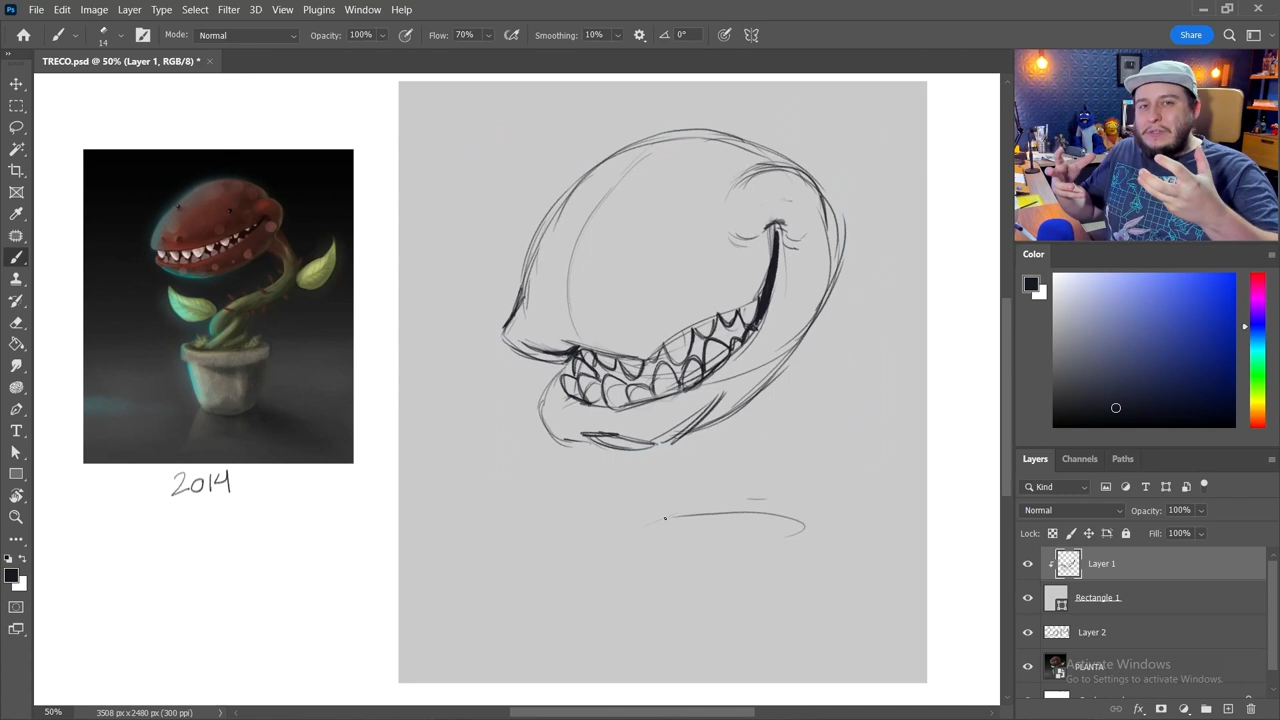 Ps File Edit Image Layer Type Select Filter 3D View Plugins Window Help
14 Mode: Normal Opacity: 100% Flow: 70% Smoothing: 10% 0° Share
TRECO.psd @ 50% (Layer 1, RGB/8) * ×
2014
Color
Layers Channels Paths
Kind
Normal Opacity: 100%
Lock: Fill: 100%
Layer 1
Rectangle 1
Layer 2
PLANTA
Activate Windows
Go to Settings to activate Windows.
fx
50% 3508 px x 2480 px (300 ppi)